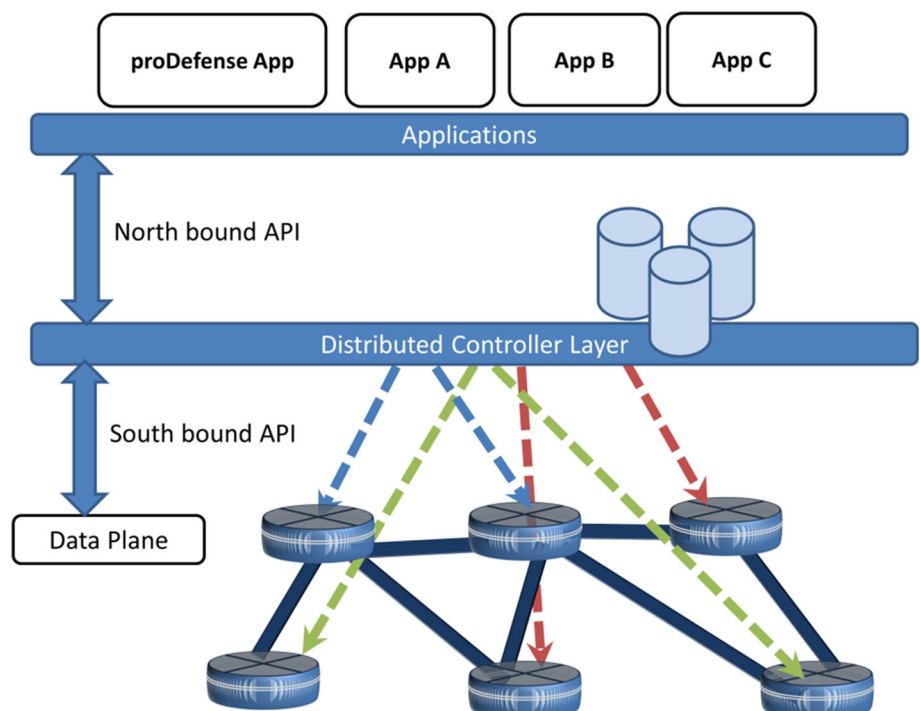 proDefense App
App A
App B
App C
Applications
North bound API
Distributed Controller Layer
South bound API
Data Plane